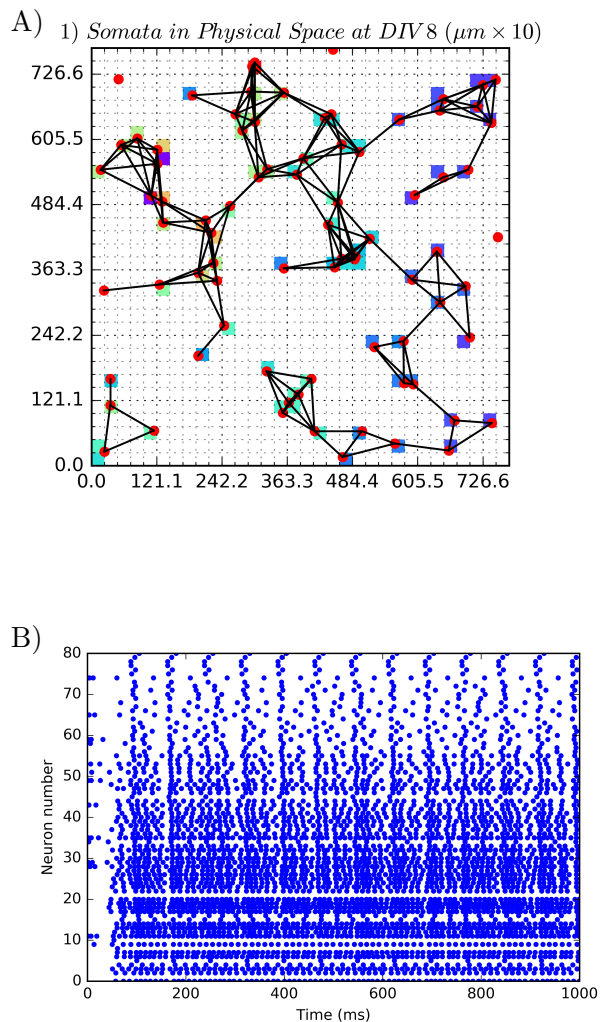 A)
1) Somata in Physical Space at DIV 8 (μm × 10)
726.6
605.5
484.4
363.3
242.2
121.1
0.0
0.0 121.1 242.2 363.3 484.4 605.5 726.6
B)
80
70
60
50
40
30
20
10
0
Neuron number
0 200 400 600 800 1000
Time (ms)